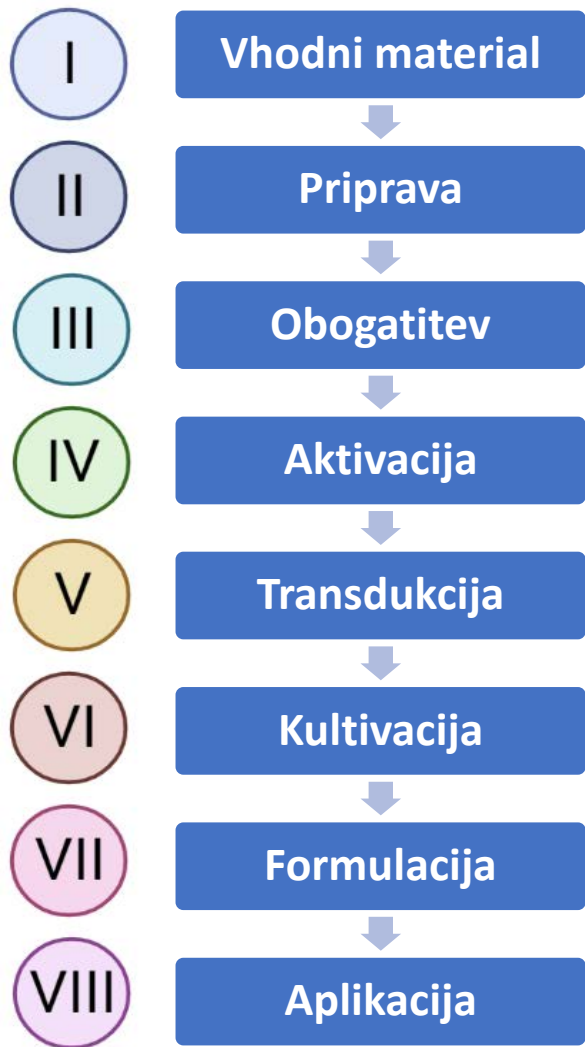 I
Vhodni material
II
Priprava
III
Obogatitev
IV
Aktivacija
V
Transdukcija
VI
Kultivacija
VII
Formulacija
VIII
Aplikacija